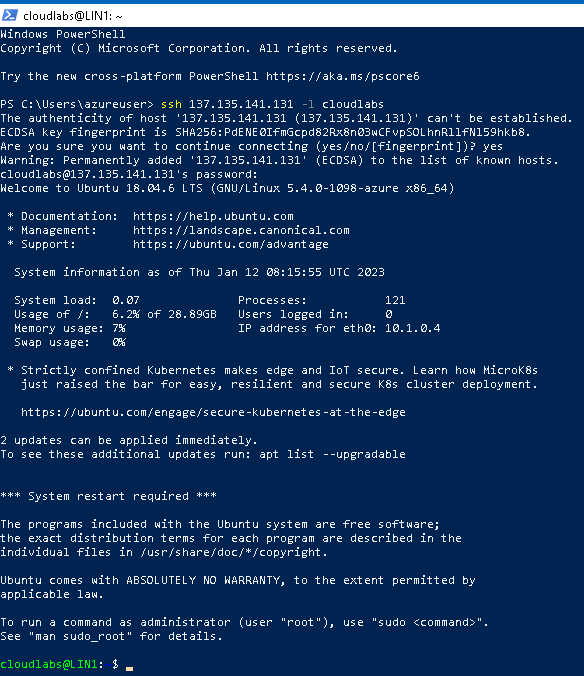 cloudlabs@LIN1: ~
Windows PowerShell
Copyright (C) Microsoft Corporation. All rights reserved.
Try the new cross-platform PowerShell https://aka.ms/pscore6
PS C:\Users\azureuser> ssh 137.135.141.131 -l cloudlabs
The authenticity of host '137.135.141.131 (137.135.141.131)' can't be established.
ECDSA key fingerprint is SHA256:PdENE0IfmGcpd82Rx8n03wCFvpSOLhnRllfNl59hkb8.
Are you sure you want to continue connecting (yes/no/[fingerprint])? yes
Warning: Permanently added '137.135.141.131' (ECDSA) to the list of known hosts.
cloudlabs@137.135.141.131's password:
Welcome to Ubuntu 18.04.6 LTS (GNU/Linux 5.4.0-1098-azure x86_64)
* Documentation:  https://help.ubuntu.com
* Management:     https://landscape.canonical.com
* Support:        https://ubuntu.com/advantage
System information as of Thu Jan 12 08:15:55 UTC 2023
System load:  0.07              Processes:           121
Usage of /:   6.2% of 28.89GB   Users logged in:     0
Memory usage: 7%                IP address for eth0: 10.1.0.4
Swap usage:   0%
* Strictly confined Kubernetes makes edge and IoT secure. Learn how MicroK8s
just raised the bar for easy, resilient and secure K8s cluster deployment.
https://ubuntu.com/engage/secure-kubernetes-at-the-edge
2 updates can be applied immediately.
To see these additional updates run: apt list --upgradable
*** System restart required ***
The programs included with the Ubuntu system are free software;
the exact distribution terms for each program are described in the
individual files in /usr/share/doc/*/copyright.
Ubuntu comes with ABSOLUTELY NO WARRANTY, to the extent permitted by
applicable law.
To run a command as administrator (user "root"), use "sudo <command>".
See "man sudo_root" for details.
cloudlabs@LIN1:~$